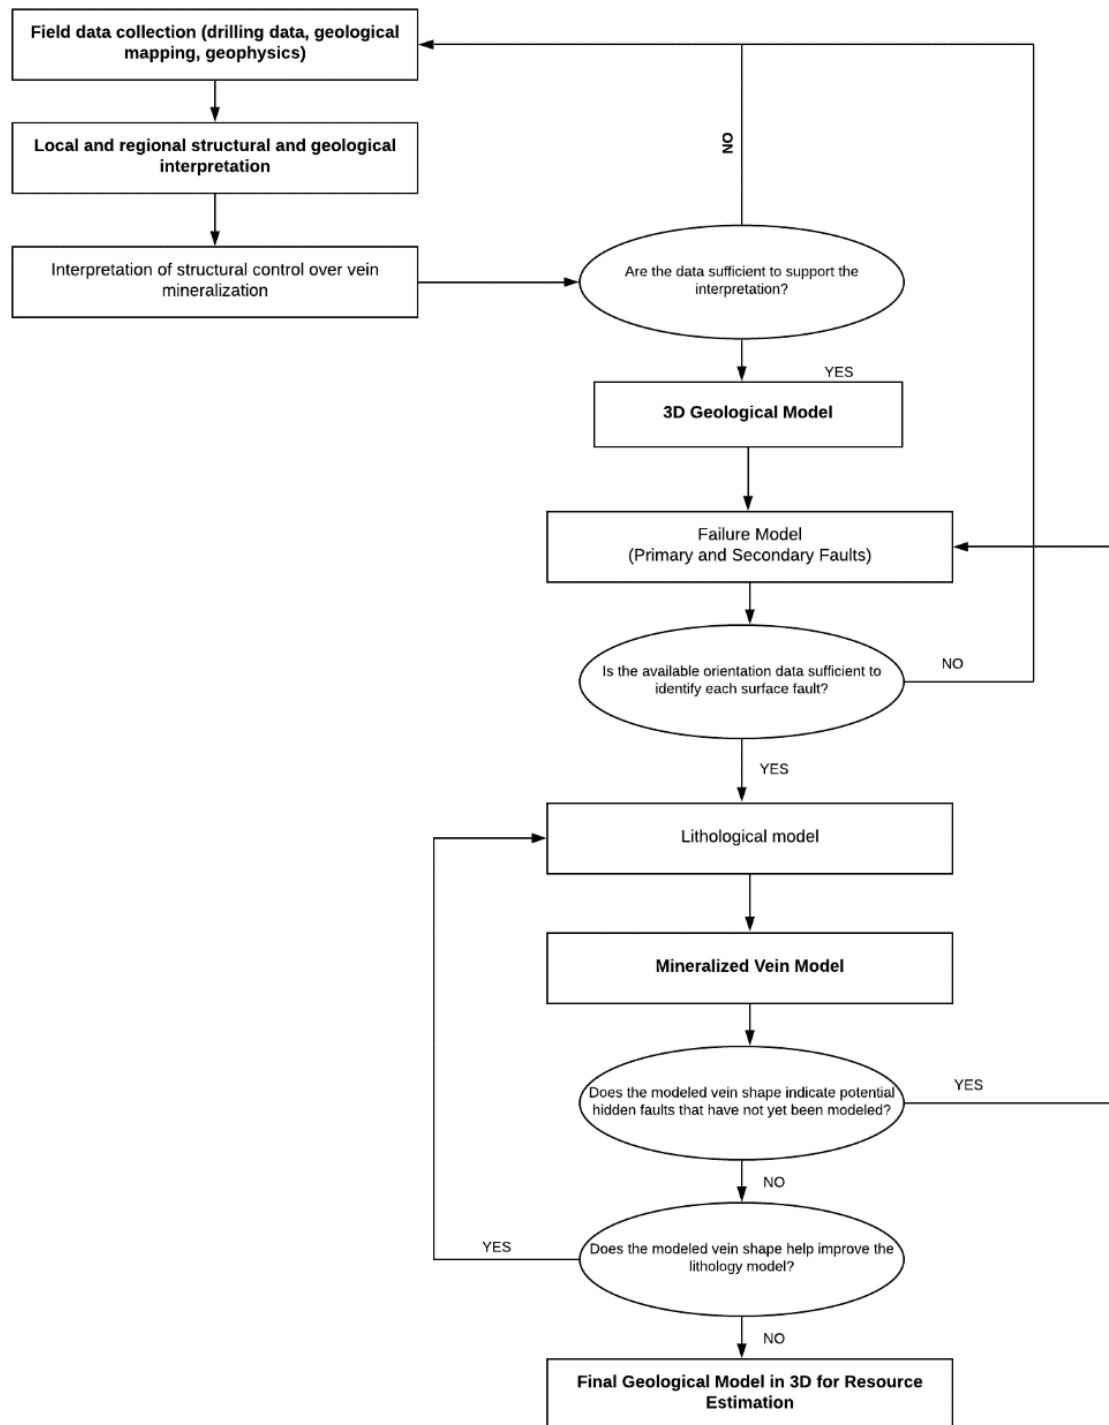 Field data collection (drilling data, geological
mapping, geophysics)
Local and regional structural and geological
interpretation
Interpretation of structural control over vein
mineralization
NO
Are the data sufficient to support the
interpretation?
YES
3D Geological Model
Failure Model
(Primary and Secondary Faults)
Is the available orientation data sufficient to
identify each surface fault?
NO
YES
Lithological model
Mineralized Vein Model
Does the modeled vein shape indicate potential
hidden faults that have not yet been modeled?
YES
NO
Does the modeled vein shape help improve the
lithology model?
YES
NO
Final Geological Model in 3D for Resource
Estimation